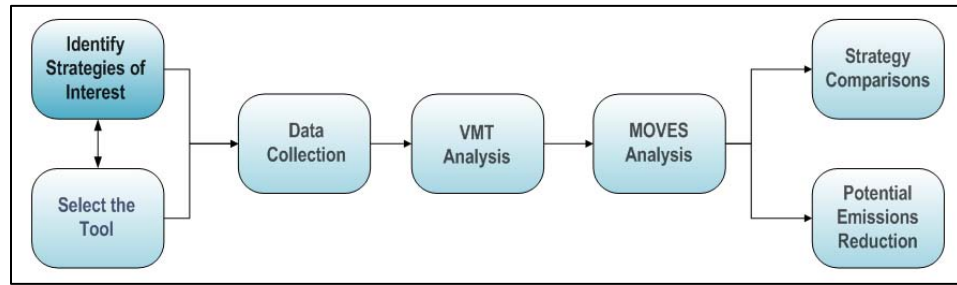 Identify
Strategies of
Interest
Select the
Tool
Data
Collection
VMT
Analysis
MOVES
Analysis
Strategy
Comparisons
Potential
Emissions
Reduction